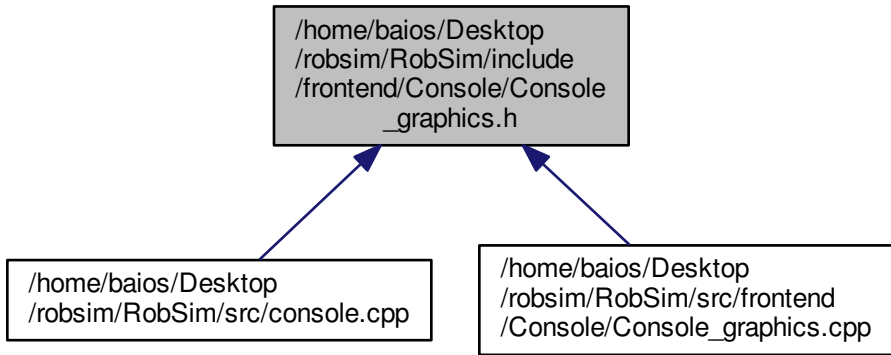 /home/baios/Desktop
/robsim/RobSim/include
/frontend/Console/Console
_graphics.h
/home/baios/Desktop
/robsim/RobSim/src/console.cpp
/home/baios/Desktop
/robsim/RobSim/src/frontend
/Console/Console_graphics.cpp